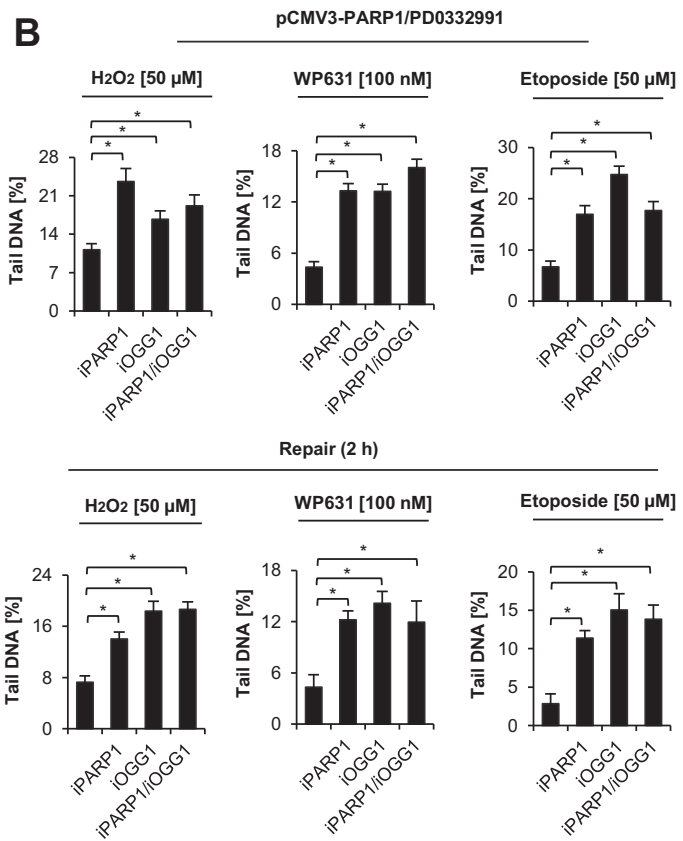 B
pCMV3-PARP1/PD0332991
H2O2 [50 µM]
WP631 [100 nM]
Etoposide [50 µM]
* * *
* * *
* * *
Tail DNA [%]
28
21
14
7
0
iPARP1
iOGG1
iPARP1/iOGG1
Tail DNA [%]
18
12
6
0
iPARP1
iOGG1
iPARP1/iOGG1
Tail DNA [%]
30
20
10
0
iPARP1
iOGG1
iPARP1/iOGG1
Repair (2 h)
H2O2 [50 µM]
WP631 [100 nM]
Etoposide [50 µM]
* * *
* * *
* * *
Tail DNA [%]
24
16
8
0
iPARP1
iOGG1
iPARP1/iOGG1
Tail DNA [%]
18
12
6
0
iPARP1
iOGG1
iPARP1/iOGG1
Tail DNA [%]
20
15
10
5
0
iPARP1
iOGG1
iPARP1/iOGG1